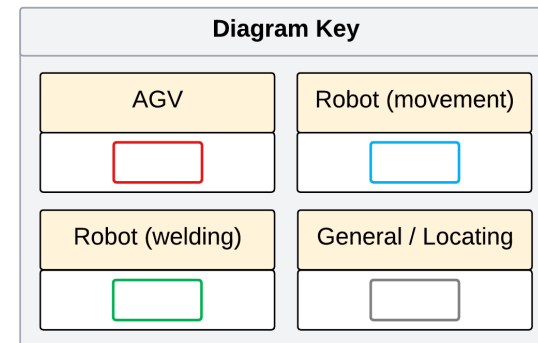 Diagram Key
AGV
Robot (movement)
Robot (welding)
General / Locating